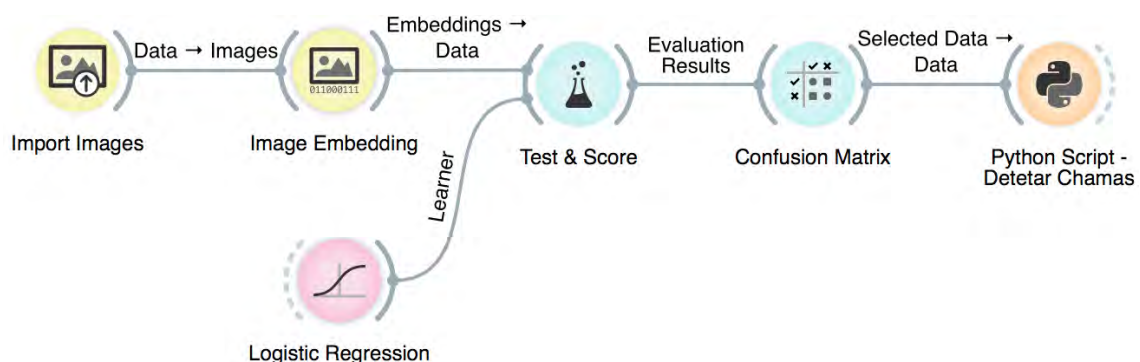 Data → Images
Embeddings →
Data
Evaluation
Results
Selected Data →
Data
011000111
Import Images
Image Embedding
Test & Score
Confusion Matrix
Python Script -
Detetar Chamas
Learner
Logistic Regression